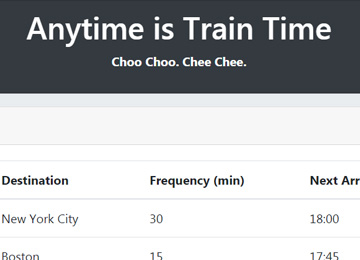 Anytime is Train Time
Choo Choo. Chee Chee.
Destination Frequency (min) Next Arr
New York City 30 18:00
Boston 15 17:45